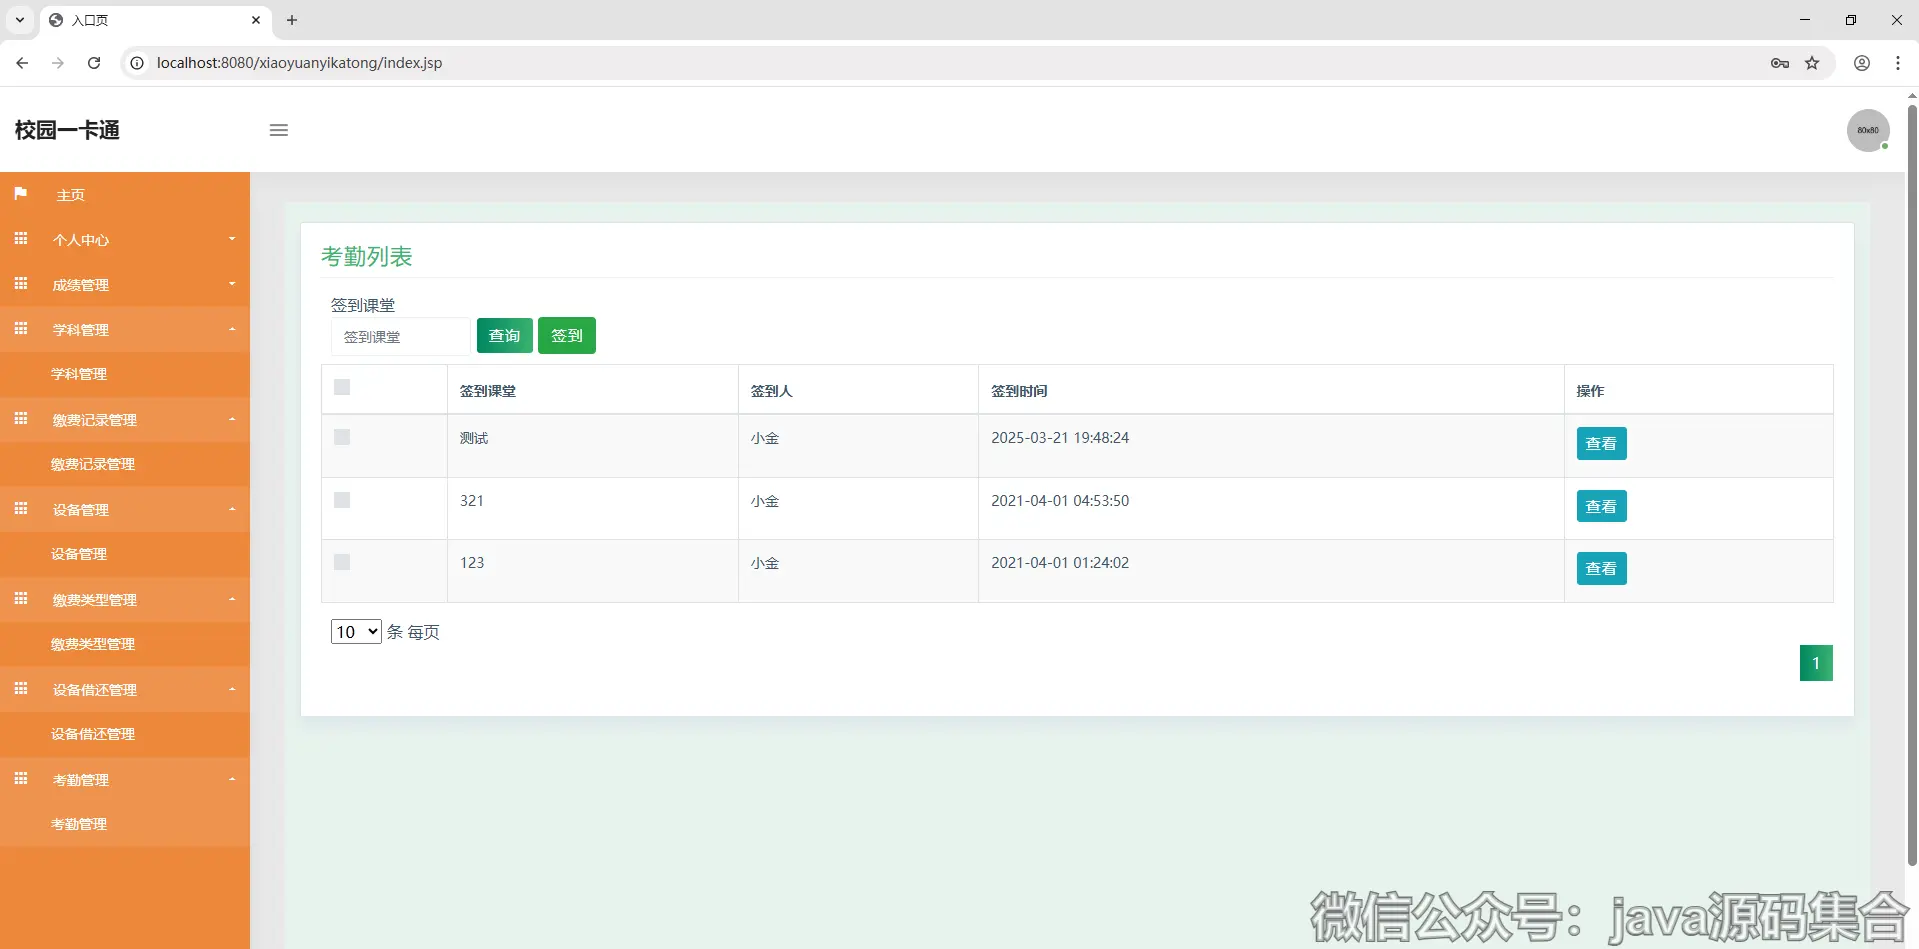 入口页
localhost:8080/xiaoyuanyikatong/index.jsp
校园一卡通
80x80
主页
个人中心
成绩管理
学科管理
学科管理
缴费记录管理
缴费记录管理
设备管理
设备管理
缴费类型管理
缴费类型管理
设备借还管理
设备借还管理
考勤管理
考勤管理
考勤列表
签到课堂
签到课堂 查询 签到
签到课堂 签到人 签到时间 操作
测试 小金 2025-03-21 19:48:24 查看
321 小金 2021-04-01 04:53:50 查看
123 小金 2021-04-01 01:24:02 查看
10 条 每页
1
微信公众号：java源码集合